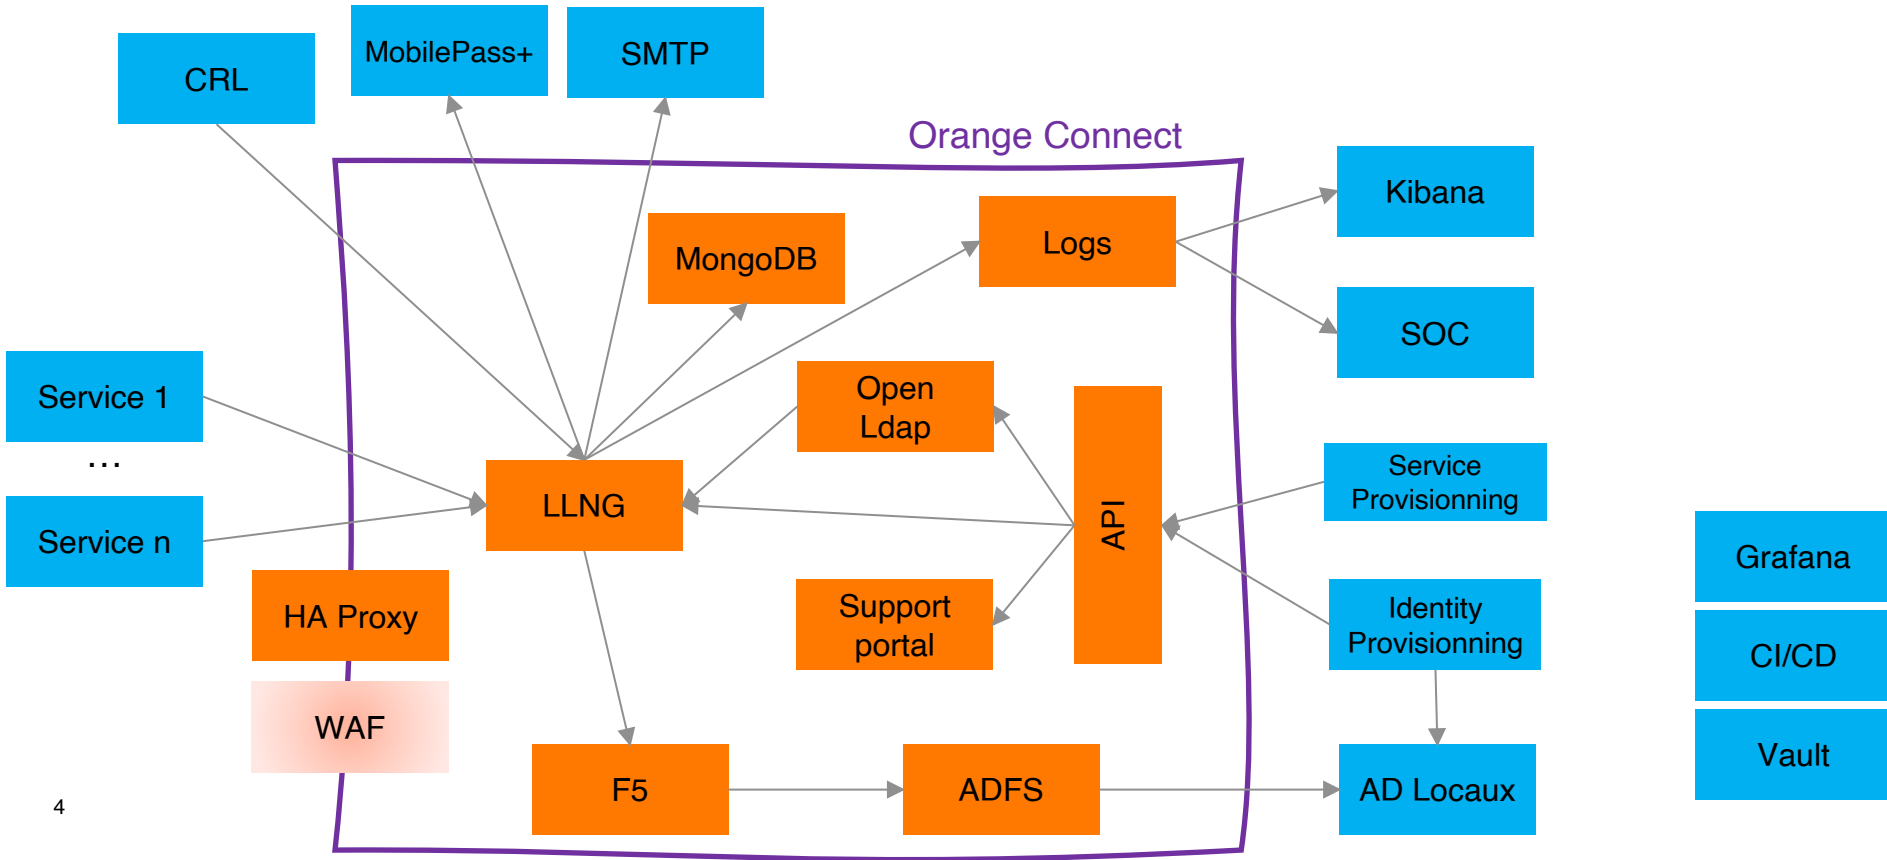 MobilePass+
SMTP
CRL
Orange Connect
Kibana
MongoDB
Logs
SOC
Service 1
...
Service n
Open
Ldap
LLNG
API
Service
Provisionning
HA Proxy
Support
portal
Identity
Provisionning
Grafana
CI/CD
Vault
WAF
F5
ADFS
AD Locaux
4